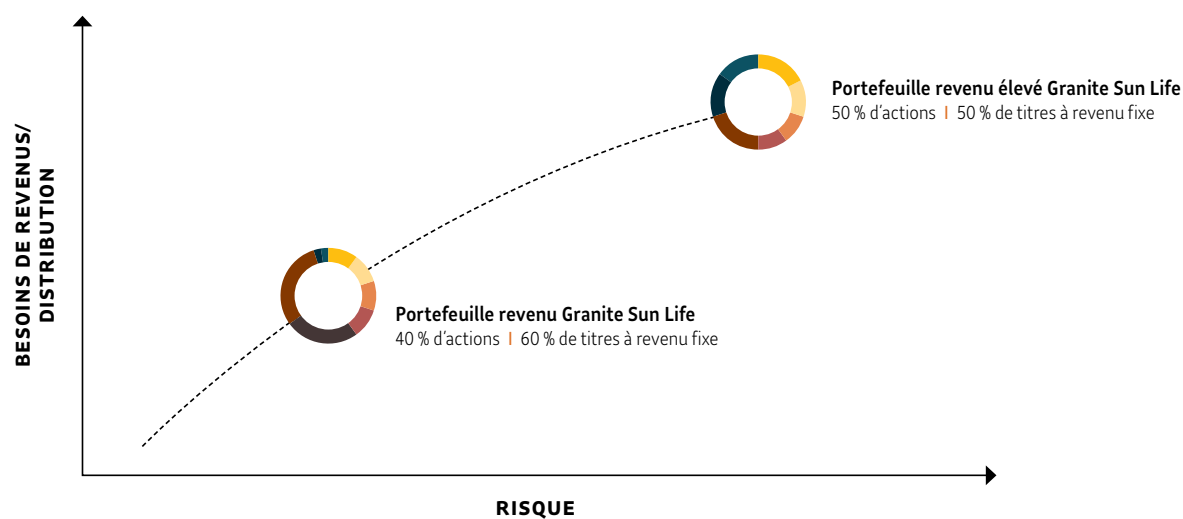 BESOINS DE REVENUS/
DISTRIBUTION
Portefeuille revenu élevé Granite Sun Life
50 % d’actions | 50 % de titres à revenu fixe
Portefeuille revenu Granite Sun Life
40 % d’actions | 60 % de titres à revenu fixe
RISQUE